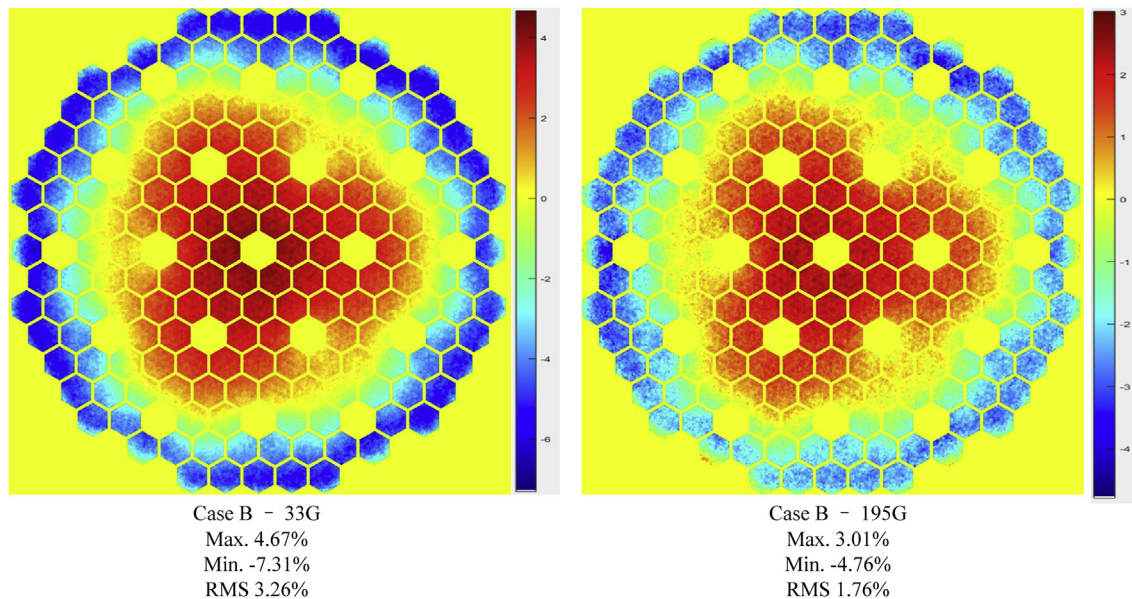 4
2
0
-2
-4
-6
3
2
1
0
-1
-2
-3
-4
Case B - 33G
Max. 4.67%
Min. -7.31%
RMS 3.26%
Case B - 195G
Max. 3.01%
Min. -4.76%
RMS 1.76%